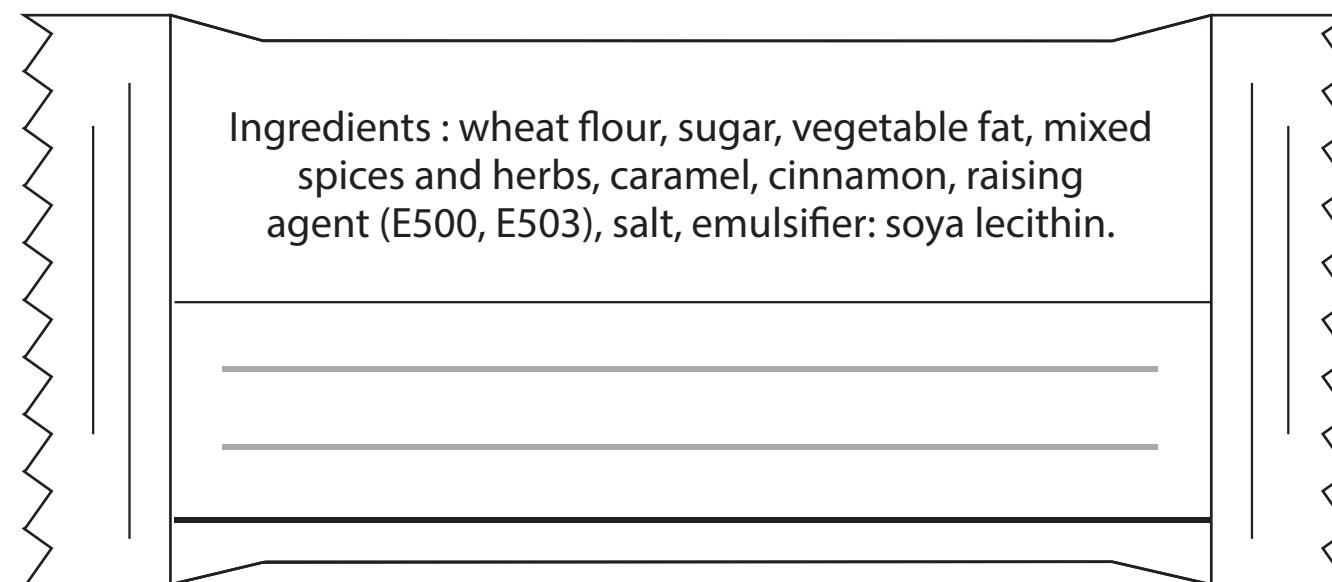 Ingredients : wheat flour, sugar, vegetable fat, mixed
spices and herbs, caramel, cinnamon, raising
agent (E500, E503), salt, emulsifier: soya lecithin.